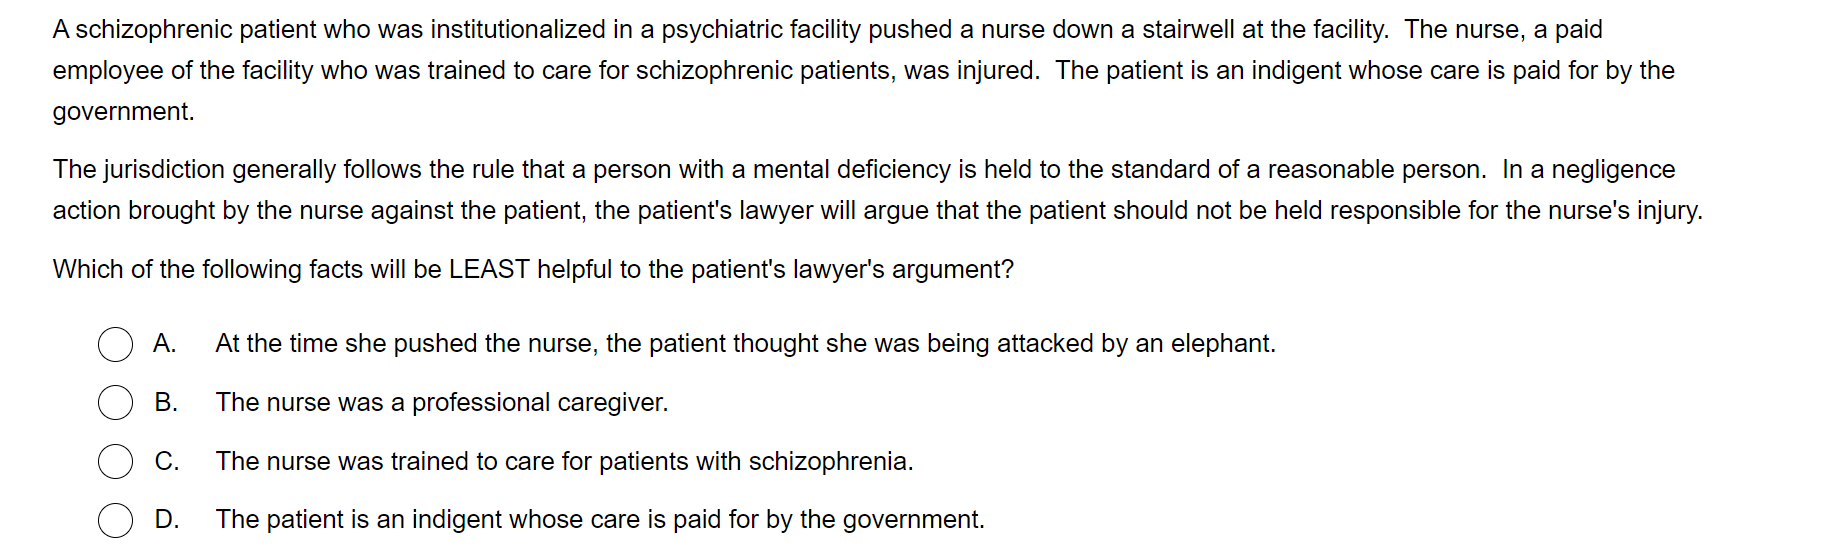 A schizophrenic patient who was institutionalized in a psychiatric facility pushed a nurse down a stairwell at the facility.  The nurse, a paid
employee of the facility who was trained to care for schizophrenic patients, was injured.  The patient is an indigent whose care is paid for by the
government.
The jurisdiction generally follows the rule that a person with a mental deficiency is held to the standard of a reasonable person.  In a negligence
action brought by the nurse against the patient, the patient's lawyer will argue that the patient should not be held responsible for the nurse's injury.
Which of the following facts will be LEAST helpful to the patient's lawyer's argument?
A. At the time she pushed the nurse, the patient thought she was being attacked by an elephant.
B. The nurse was a professional caregiver.
C. The nurse was trained to care for patients with schizophrenia.
D. The patient is an indigent whose care is paid for by the government.